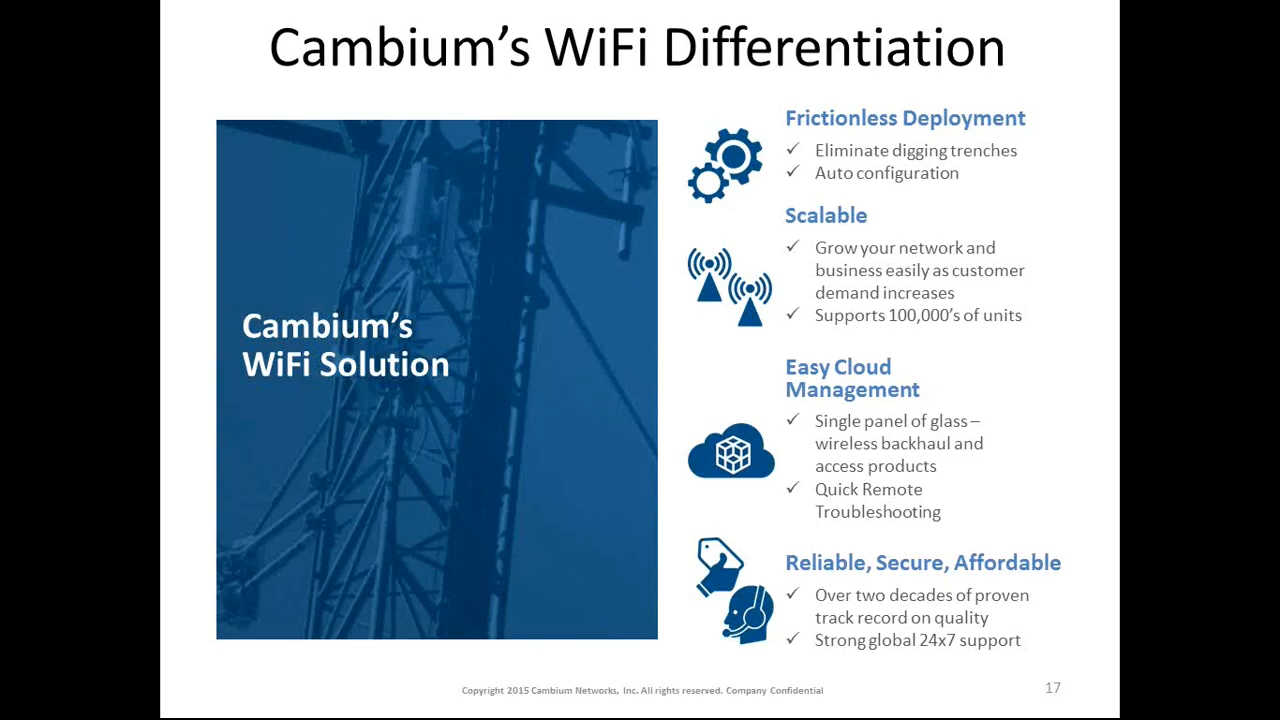 Cambium’s WiFi Differentiation
Cambium’s
WiFi Solution
Frictionless Deployment
✓ Eliminate digging trenches
✓ Auto configuration
Scalable
✓ Grow your network and
business easily as customer
demand increases
✓ Supports 100,000’s of units
Easy Cloud
Management
✓ Single panel of glass –
wireless backhaul and
access products
✓ Quick Remote
Troubleshooting
Reliable, Secure, Affordable
✓ Over two decades of proven
track record on quality
✓ Strong global 24x7 support
Copyright 2015 Cambium Networks, Inc. All rights reserved. Company Confidential
17